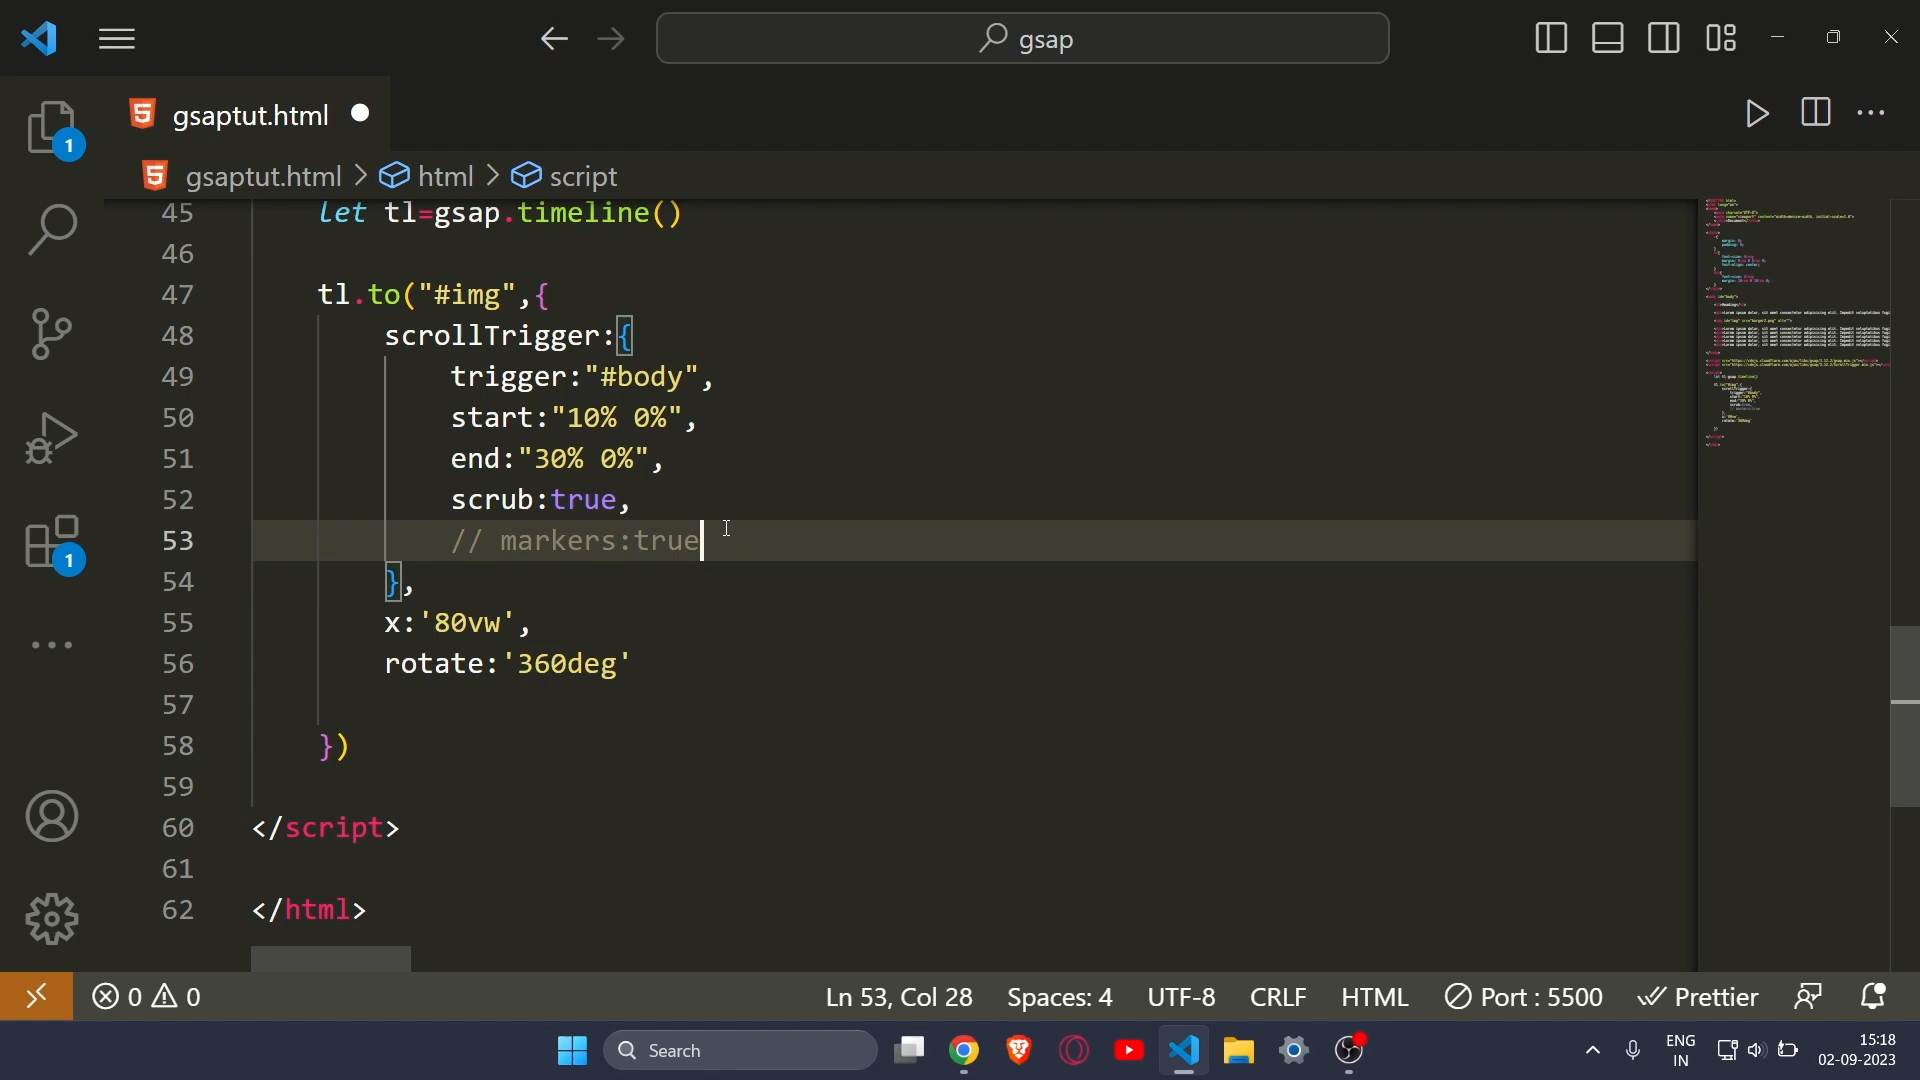 gsap
gsaptut.html
1
gsaptut.html > html > script
45 let tl=gsap.timeline()
46
47 tl.to("#img",{
48 scrollTrigger:{
49 trigger:"#body",
50 start:"10% 0%",
51 end:"30% 0%",
52 scrub:true,
53 // markers:true
54 },
55 x:'80vw',
56 rotate:'360deg'
57
58 })
59
60 </script>
61
62 </html>
1
0 0 Ln 53, Col 28 Spaces: 4 UTF-8 CRLF HTML Port : 5500 Prettier
Search
ENG
IN
15:18
02-09-2023